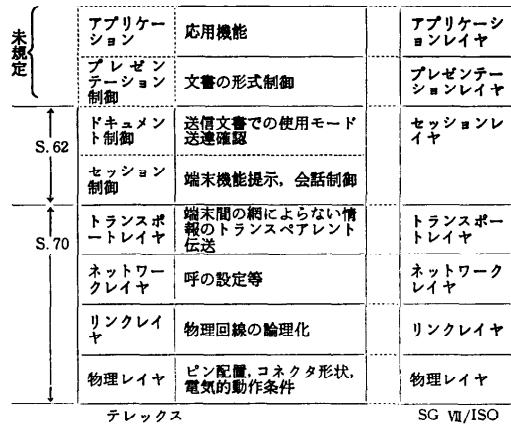 未規定
アプリケー
ション
応用機能
アプリケーシ
ョンレイヤ
プレゼン
テーション
制御
文書の形式制御
プレゼンテー
ションレイヤ
S.62
ドキュメン
ト制御
送信文書での使用モード
送達確認
セッションレ
イヤ
セッション
制御
端末機能提示，会話制御
S.70
トランスポ
ートレイヤ
端末間の網によらない情
報のトランスペアレント
伝送
トランスポー
トレイヤ
ネットワー
クレイヤ
呼の設定等
ネットワーク
レイヤ
リンクレイ
ヤ
物理回線の論理化
リンクレイヤ
物理レイヤ
ピン配置，コネクタ形状，
電気的動作条件
物理レイヤ
テレックス
SG Ⅶ/ISO